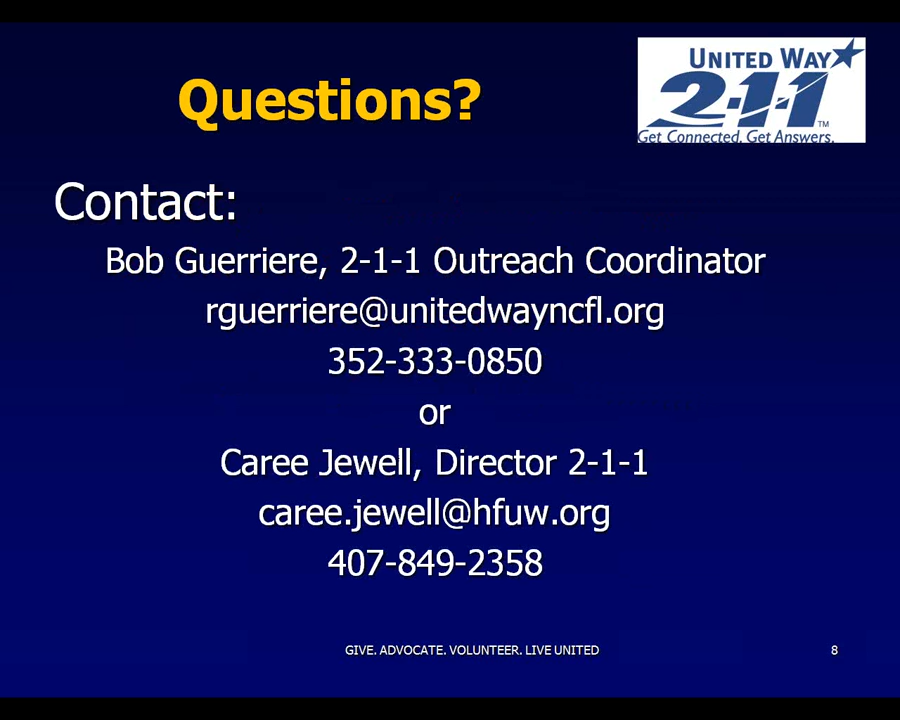 Questions?
UNITED WAY
2-1-1
TM
Get Connected. Get Answers.
Contact:
Bob Guerriere, 2-1-1 Outreach Coordinator
rguerriere@unitedwayncfl.org
352-333-0850
or
Caree Jewell, Director 2-1-1
caree.jewell@hfuw.org
407-849-2358
GIVE. ADVOCATE. VOLUNTEER. LIVE UNITED
8